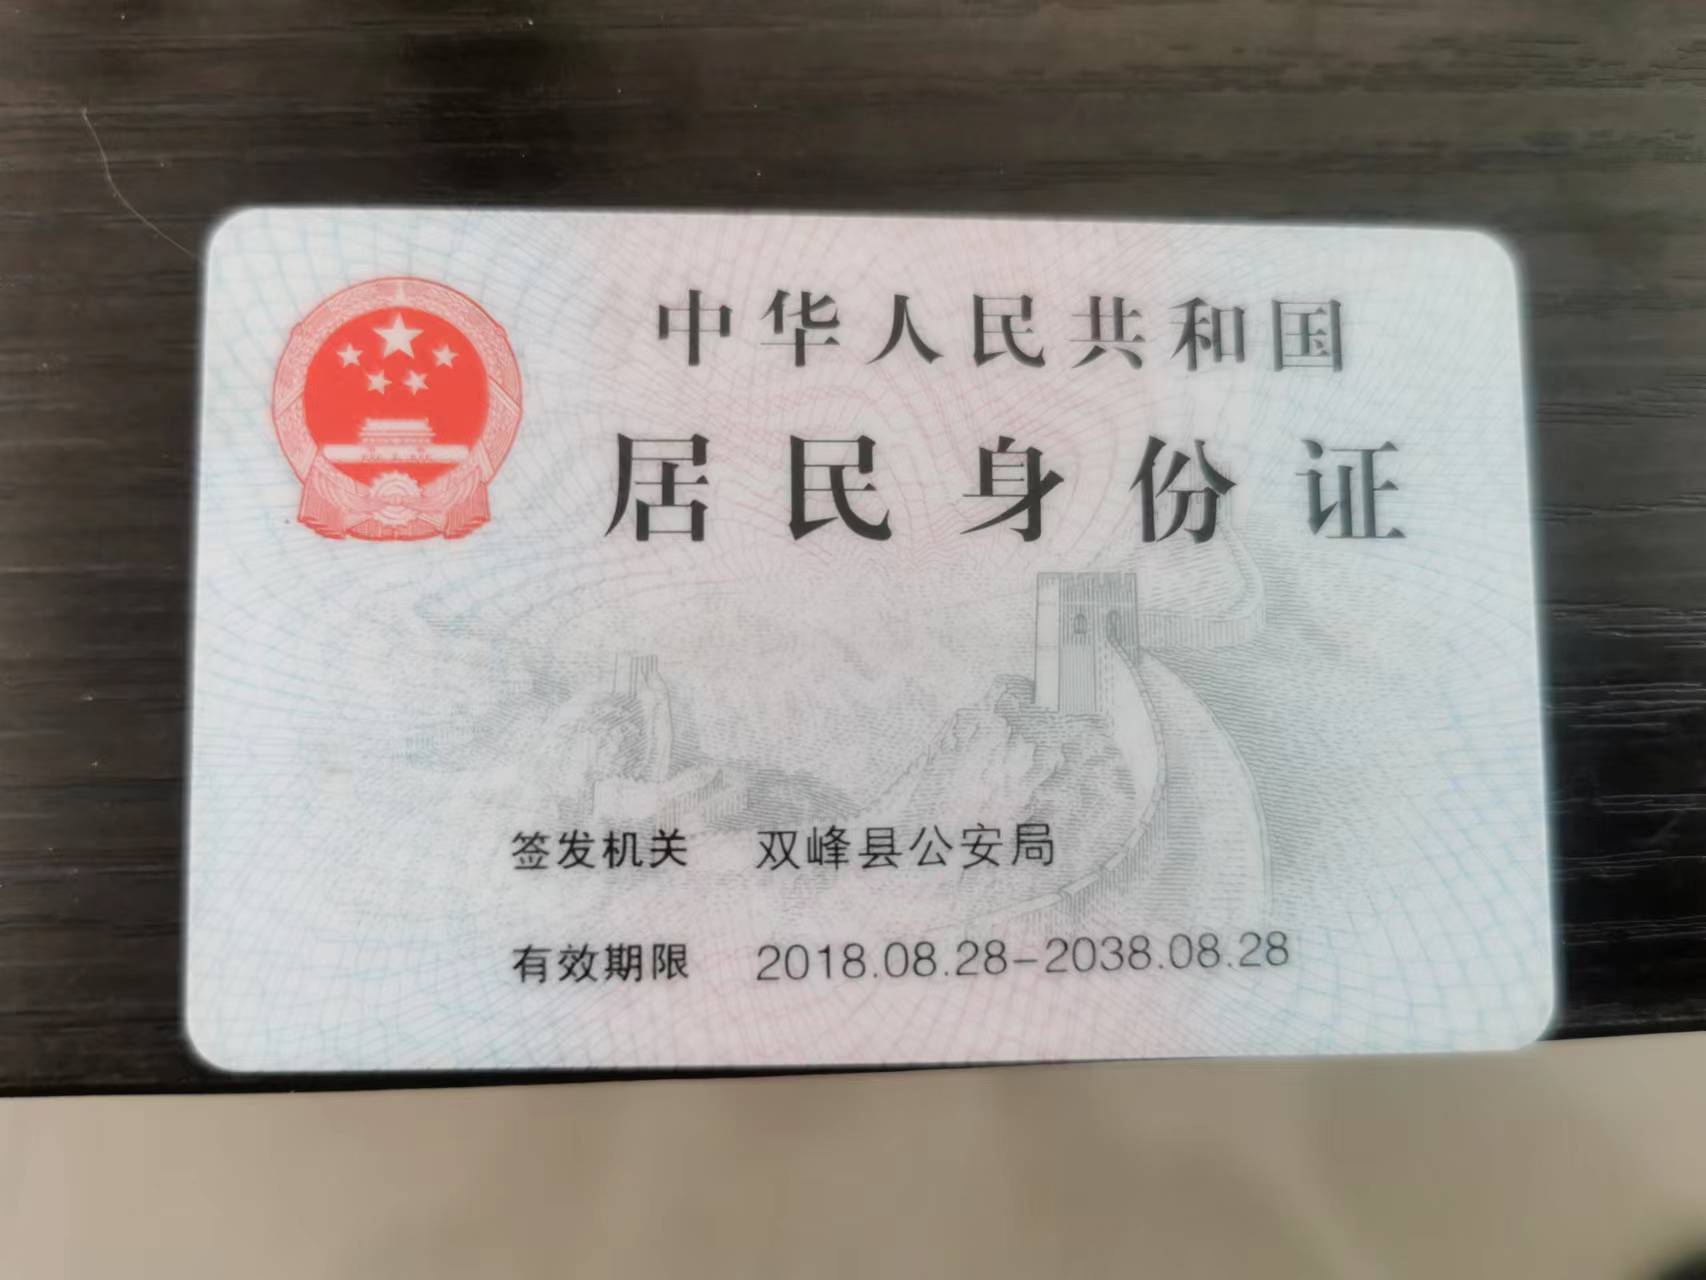 中华人民共和国
居民身份证
签发机关 双峰县公安局
有效期限 2018.08.28-2038.08.28